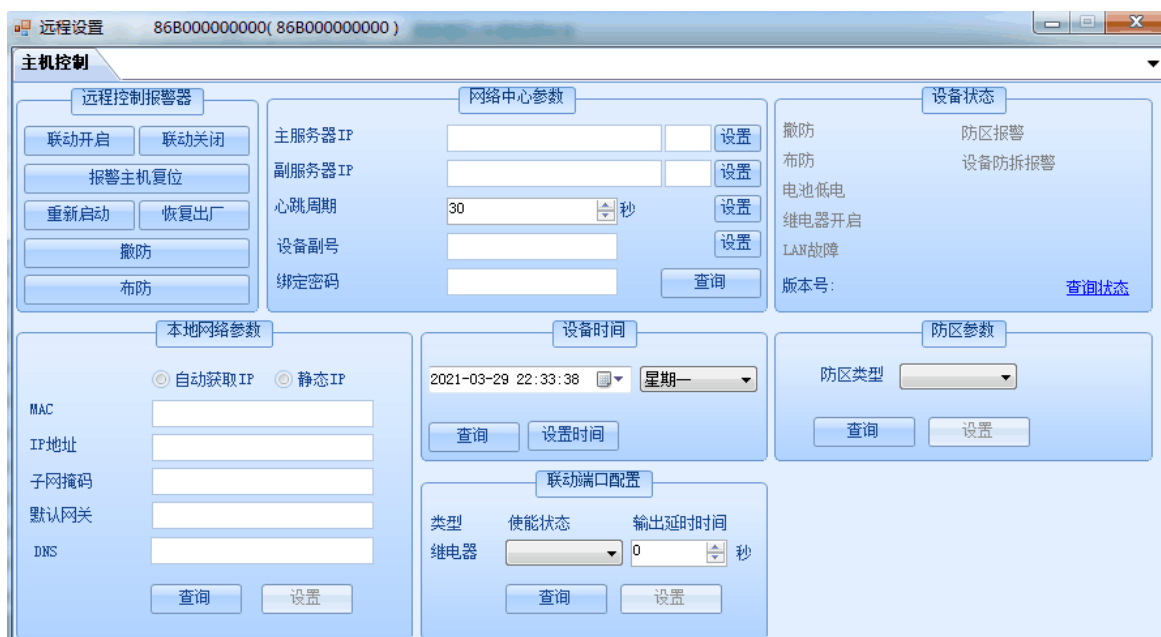 远程设置 86B000000000( 86B000000000 )
主机控制
远程控制报警器
联动开启 联动关闭
报警主机复位
重新启动 恢复出厂
撤防
布防
网络中心参数
主服务器IP 设置
副服务器IP 设置
心跳周期 30 秒 设置
设备副号 设置
绑定密码 查询
设备状态
撤防 防区报警
布防 设备防拆报警
电池低电
继电器开启
LAN故障
版本号: 查询状态
本地网络参数
自动获取IP 静态IP
MAC
IP地址
子网掩码
默认网关
DNS
查询 设置
设备时间
2021-03-29 22:33:38 星期一
查询 设置时间
联动端口配置
类型 使能状态 输出延时时间
继电器 0 秒
查询 设置
防区参数
防区类型
查询 设置